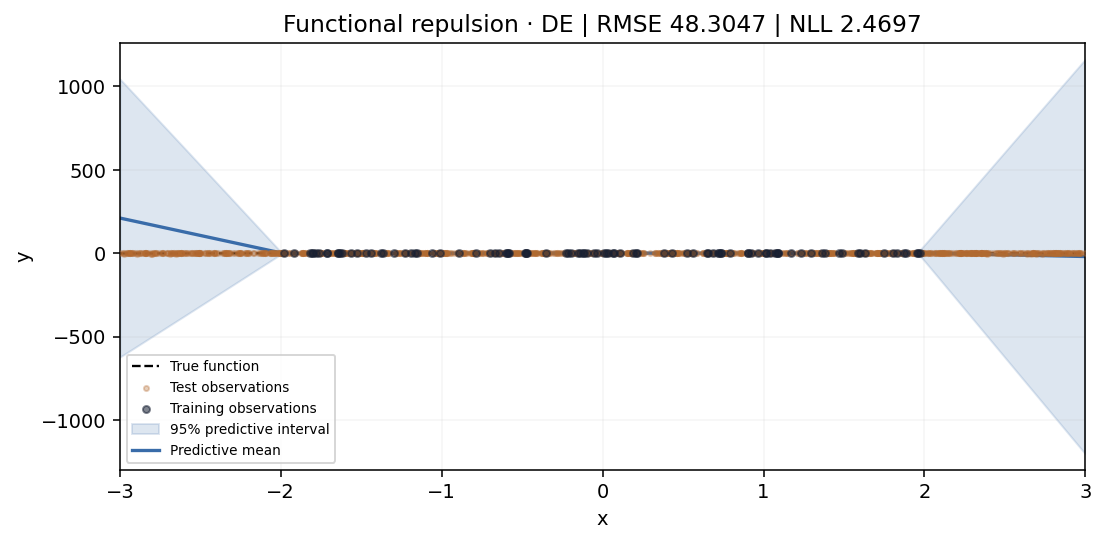 Functional repulsion · DE | RMSE 48.3047 | NLL 2.4697
y
1000
500
0
−500
−1000
True function
Test observations
Training observations
95% predictive interval
Predictive mean
−3 −2 −1 0 1 2 3
x